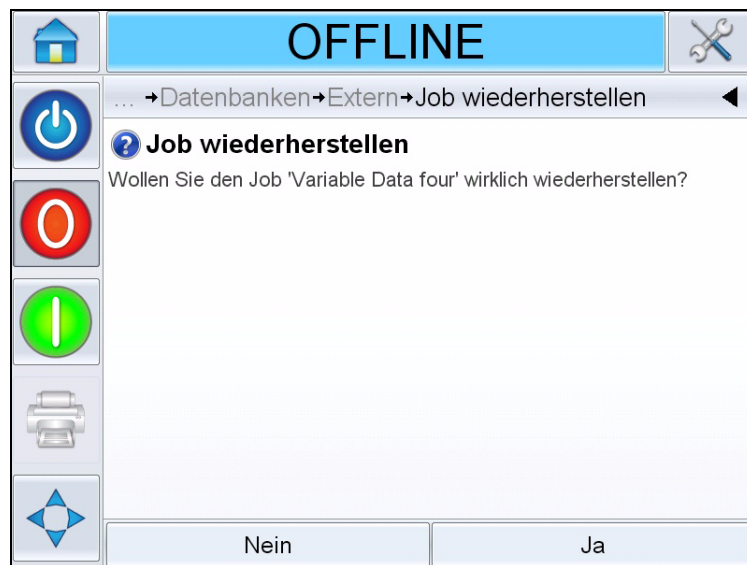 OFFLINE
... →Datenbanken→Extern→Job wiederherstellen
Job wiederherstellen
Wollen Sie den Job 'Variable Data four' wirklich wiederherstellen?
Nein
Ja